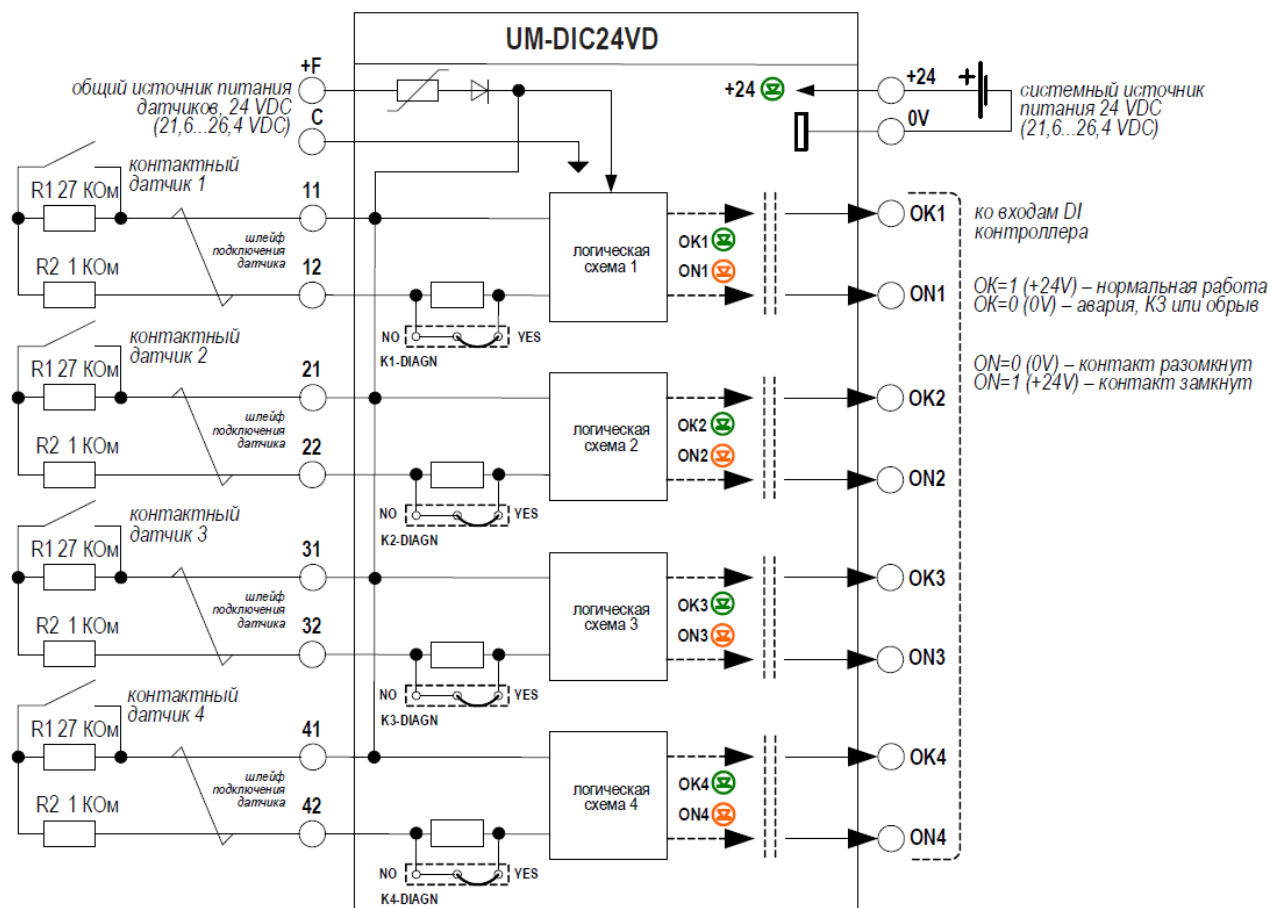 UM-DIC24VD
+F
общий источник питания
датчиков, 24 VDC
(21,6...26,4 VDC)
C
+24
+24
0V
системный источник
питания 24 VDC
(21,6...26,4 VDC)
контактный
датчик 1
R1 27 КОм
11
шлейф
подключения
датчика
R2 1 КОм
12
логическая
схема 1
OK1
ON1
OK1
ON1
NO
YES
K1-DIAGN
ко входам DI
контроллера
OK=1 (+24V) – нормальная работа
OK=0 (0V) – авария, КЗ или обрыв
ON=0 (0V) – контакт разомкнут
ON=1 (+24V) – контакт замкнут
контактный
датчик 2
R1 27 КОм
21
шлейф
подключения
датчика
R2 1 КОм
22
логическая
схема 2
OK2
ON2
OK2
ON2
NO
YES
K2-DIAGN
контактный
датчик 3
R1 27 КОм
31
шлейф
подключения
датчика
R2 1 КОм
32
логическая
схема 3
OK3
ON3
OK3
ON3
NO
YES
K3-DIAGN
контактный
датчик 4
R1 27 КОм
41
шлейф
подключения
датчика
R2 1 КОм
42
логическая
схема 4
OK4
ON4
OK4
ON4
NO
YES
K4-DIAGN